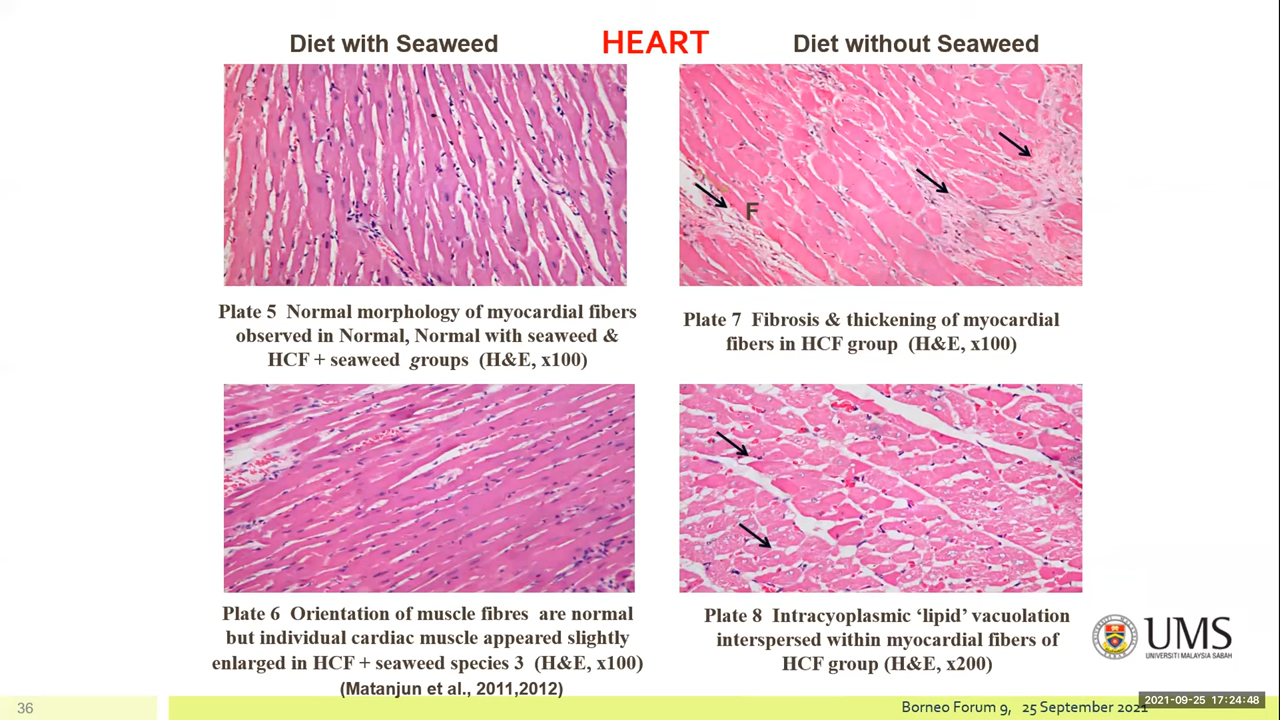 Diet with Seaweed
HEART
Diet without Seaweed
F
Plate 5 Normal morphology of myocardial fibers
observed in Normal, Normal with seaweed &
HCF + seaweed groups (H&E, x100)
Plate 7 Fibrosis & thickening of myocardial
fibers in HCF group (H&E, x100)
Plate 6 Orientation of muscle fibres are normal
but individual cardiac muscle appeared slightly
enlarged in HCF + seaweed species 3 (H&E, x100)
(Matanjun et al., 2011,2012)
Plate 8 Intracyoplasmic ‘lipid’ vacuolation
interspersed within myocardial fibers of
HCF group (H&E, x200)
UMS
UNIVERSITI MALAYSIA SABAH
36
Borneo Forum 9, 25 September 2021
2021-09-25 17:24:48